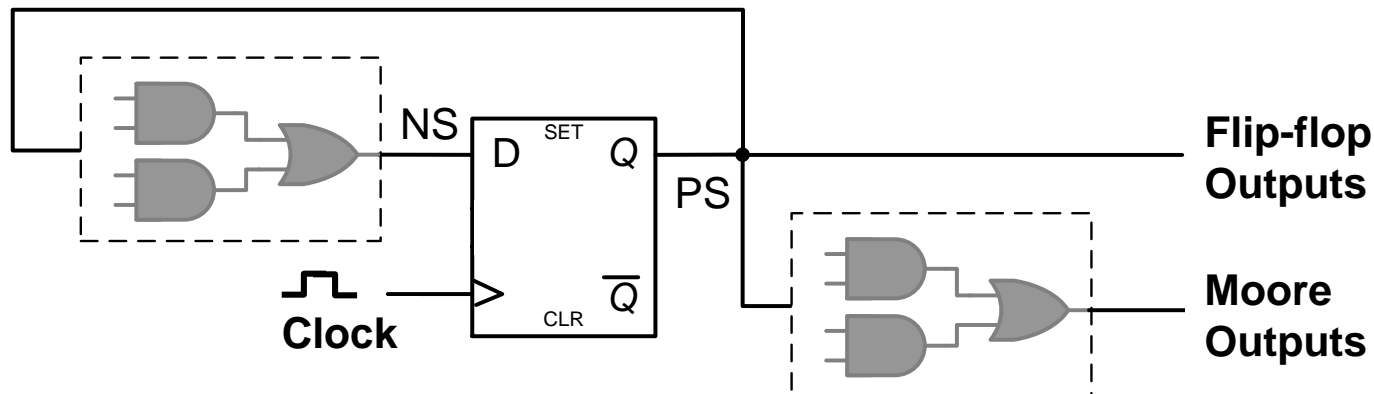 NS
D
SET
Q
PS
Q̅
CLR
Clock
Flip-flop
Outputs
Moore
Outputs